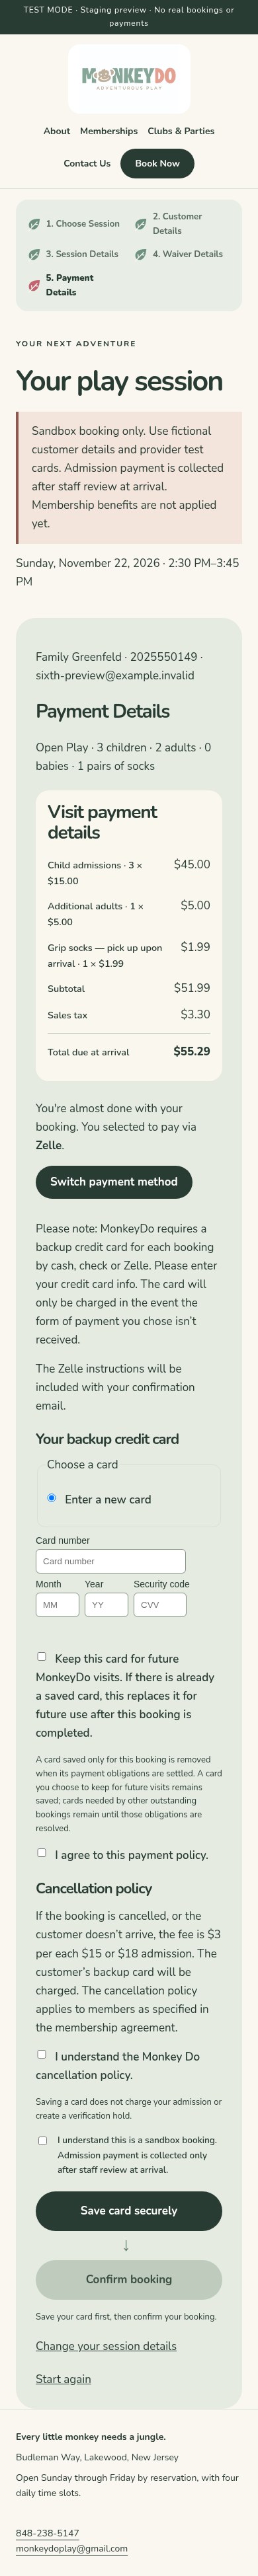 TEST MODE · Staging preview · No real bookings or
payments
MONKEYDO
ADVENTUROUS PLAY
About Memberships Clubs & Parties
Contact Us Book Now
1. Choose Session
2. Customer
Details
3. Session Details
4. Waiver Details
5. Payment
Details
YOUR NEXT ADVENTURE
Your play session
Sandbox booking only. Use fictional
customer details and provider test
cards. Admission payment is collected
after staff review at arrival.
Membership benefits are not applied
yet.
Sunday, November 22, 2026 · 2:30 PM–3:45
PM
Family Greenfeld · 2025550149 ·
sixth-preview@example.invalid
Payment Details
Open Play · 3 children · 2 adults · 0
babies · 1 pairs of socks
Visit payment
details
Child admissions · 3 × $45.00
$15.00
Additional adults · 1 × $5.00
$5.00
Grip socks — pick up upon $1.99
arrival · 1 × $1.99
Subtotal $51.99
Sales tax $3.30
Total due at arrival $55.29
You're almost done with your
booking. You selected to pay via
Zelle.
Switch payment method
Please note: MonkeyDo requires a
backup credit card for each booking
by cash, check or Zelle. Please enter
your credit card info. The card will
only be charged in the event the
form of payment you chose isn’t
received.
The Zelle instructions will be
included with your confirmation
email.
Your backup credit card
Choose a card
Enter a new card
Card number
Card number
Month Year Security code
MM YY CVV
Keep this card for future
MonkeyDo visits. If there is already
a saved card, this replaces it for
future use after this booking is
completed.
A card saved only for this booking is removed
when its payment obligations are settled. A card
you choose to keep for future visits remains
saved; cards needed by other outstanding
bookings remain until those obligations are
resolved.
I agree to this payment policy.
Cancellation policy
If the booking is cancelled, or the
customer doesn’t arrive, the fee is $3
per each $15 or $18 admission. The
customer’s backup card will be
charged. The cancellation policy
applies to members as specified in
the membership agreement.
I understand the Monkey Do
cancellation policy.
Saving a card does not charge your admission or
create a verification hold.
I understand this is a sandbox booking.
Admission payment is collected only
after staff review at arrival.
Save card securely
↓
Confirm booking
Save your card first, then confirm your booking.
Change your session details
Start again
Every little monkey needs a jungle.
Budleman Way, Lakewood, New Jersey
Open Sunday through Friday by reservation, with four
daily time slots.
848-238-5147
monkeydoplay@gmail.com